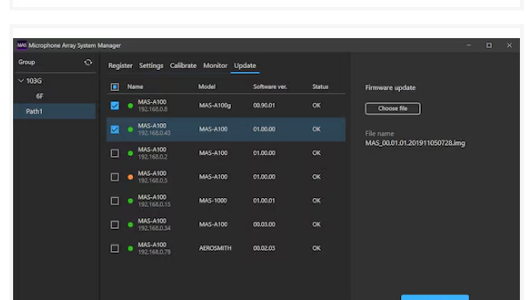 MAS Microphone Array System Manager
Group
103G
6F
Path1
Register Settings Calibrate Monitor Update
Name Model Software ver. Status
MAS-A100 MAS-A100g 00.90.01 OK
192.168.0.8
MAS-A100 MAS-A100 01.00.00 OK
192.168.0.43
MAS-A100 MAS-A100 01.00.00 OK
192.168.0.2
MAS-A100 MAS-A100 01.00.00 OK
192.168.0.5
MAS-A100 MAS-1000 01.00.01 OK
192.168.0.15
MAS-A100 MAS-A100 00.03.00 OK
192.168.0.34
MAS-A100 AEROSMITH 00.02.03 OK
192.168.0.78
Firmware update
Choose file
File name
MAS_00.01.01.201911050728.img